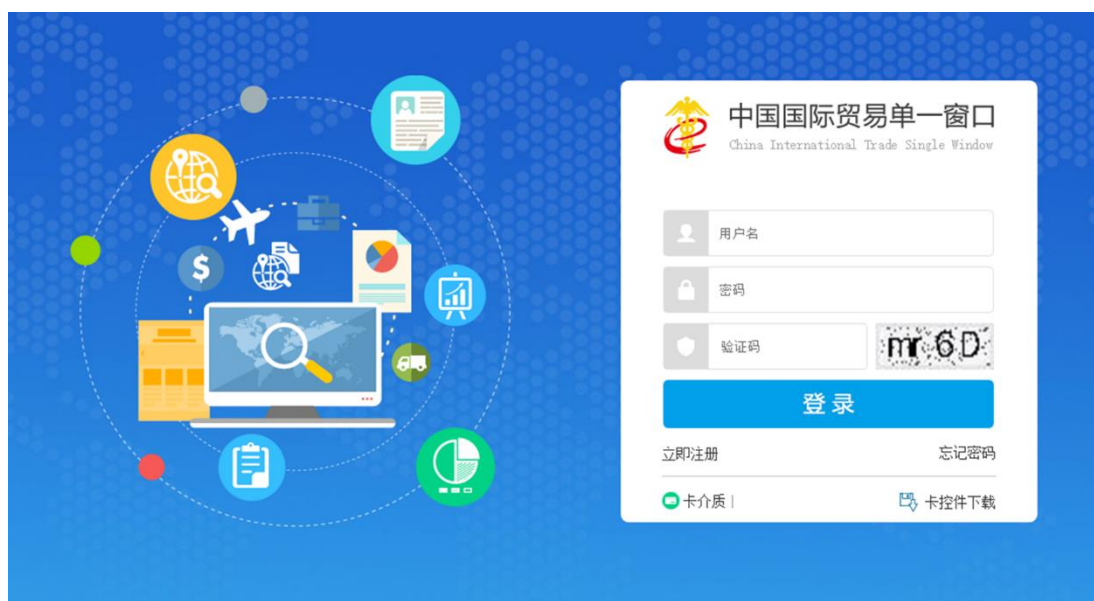 中国国际贸易单一窗口
China International Trade Single Window
用户名
密码
验证码 mr6D
登录
立即注册 忘记密码
卡介质 | 卡控件下载